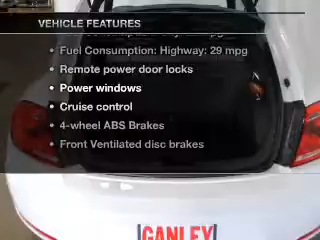 VEHICLE FEATURES
• Fuel Consumption: Highway: 29 mpg
• Remote power door locks
• Power windows
• Cruise control
• 4-wheel ABS Brakes
• Front Ventilated disc brakes
GANLEY